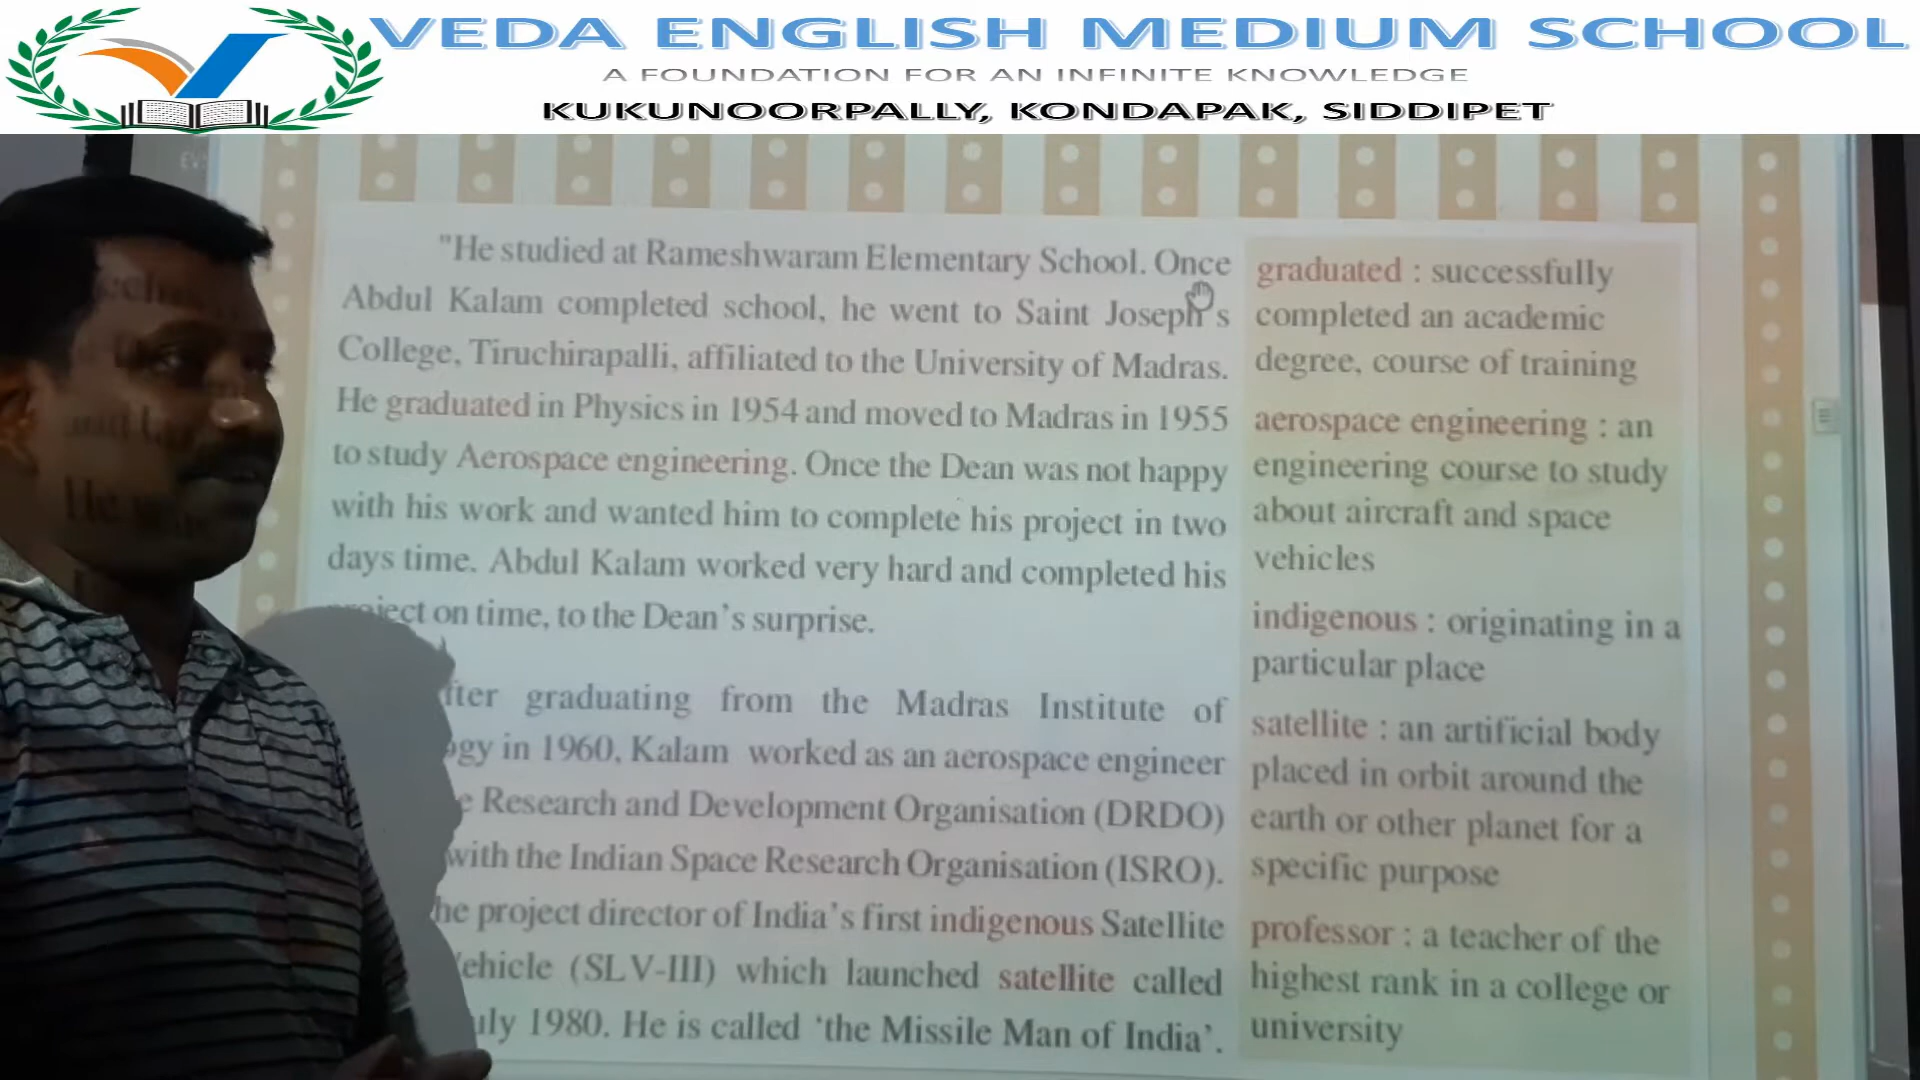 VEDA ENGLISH MEDIUM SCHOOL
A FOUNDATION FOR AN INFINITE KNOWLEDGE
KUKUNOORPALLY, KONDAPAK, SIDDIPET
"He studied at Rameshwaram Elementary School. Once
Abdul Kalam completed school, he went to Saint Joseph's
College, Tiruchirapalli, affiliated to the University of Madras.
He graduated in Physics in 1954 and moved to Madras in 1955
to study Aerospace engineering. Once the Dean was not happy
with his work and wanted him to complete his project in two
days time. Abdul Kalam worked very hard and completed his
project on time, to the Dean's surprise.
graduating from the Madras Institute of
in 1960, Kalam worked as an aerospace engineer
Research and Development Organisation (DRDO)
with the Indian Space Research Organisation (ISRO).
project director of India's first indigenous Satellite
Vehicle (SLV-III) which launched satellite called
1980. He is called 'the Missile Man of India'.
graduated : successfully
completed an academic
degree, course of training
aerospace engineering : an
engineering course to study
about aircraft and space
vehicles
indigenous : originating in a
particular place
satellite : an artificial body
placed in orbit around the
earth or other planet for a
specific purpose
professor : a teacher of the
highest rank in a college or
university